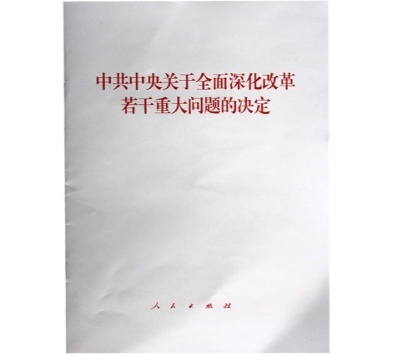 中共中央关于全面深化改革
若干重大问题的决定
人民出版社